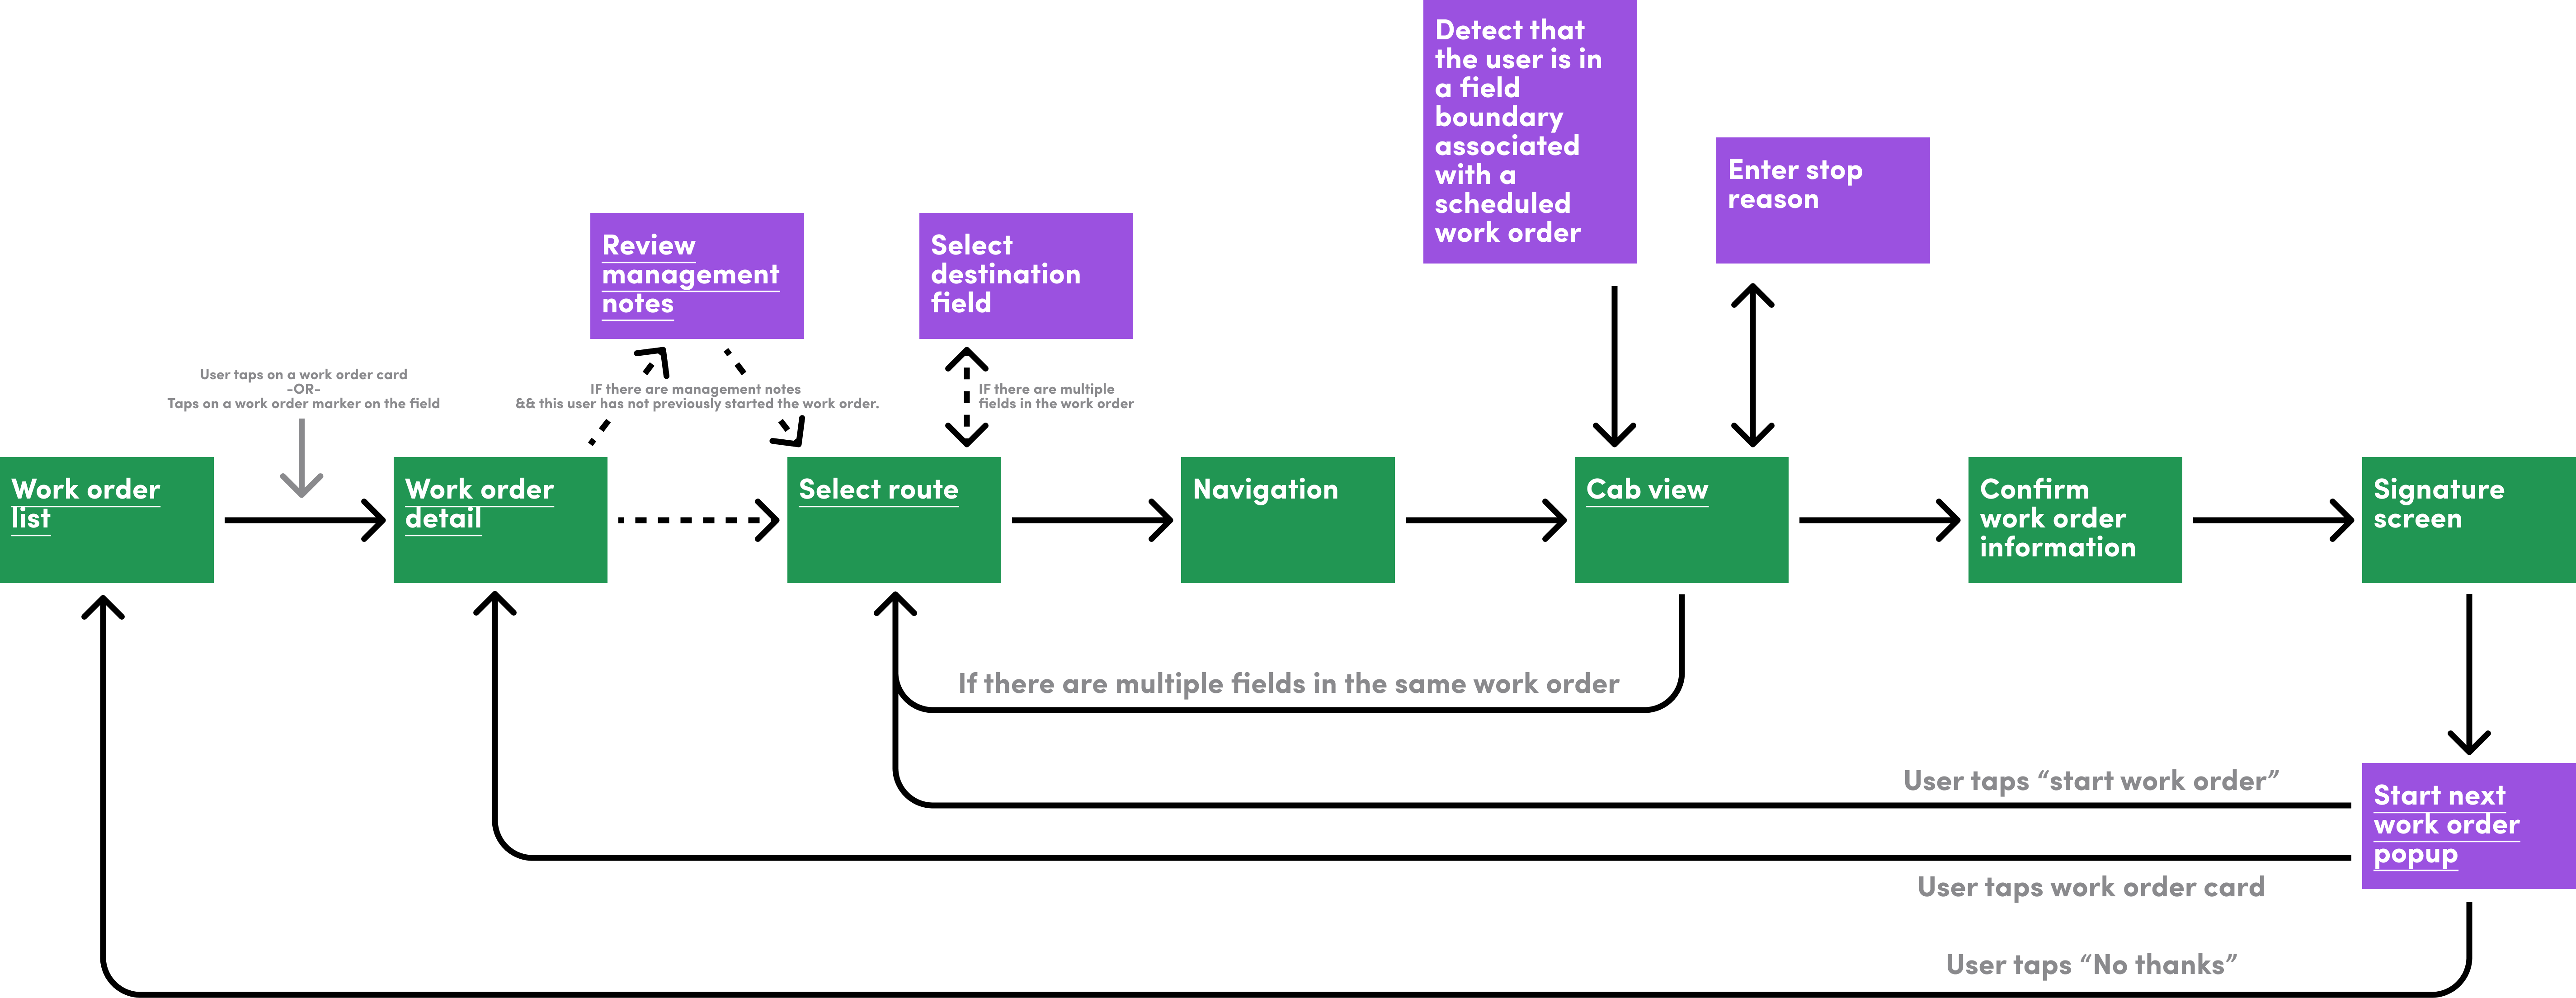 Detect that
the user is in
a field
boundary
associated
with a
scheduled
work order
Enter stop
reason
Review
management
notes
Select
destination
field
User taps on a work order card
-OR-
Taps on a work order marker on the field
IF there are management notes
&& this user has not previously started the work order.
IF there are multiple
fields in the work order
Work order
list
Work order
detail
Select route
Navigation
Cab view
Confirm
work order
information
Signature
screen
If there are multiple fields in the same work order
User taps “start work order”
Start next
work order
popup
User taps work order card
User taps “No thanks”